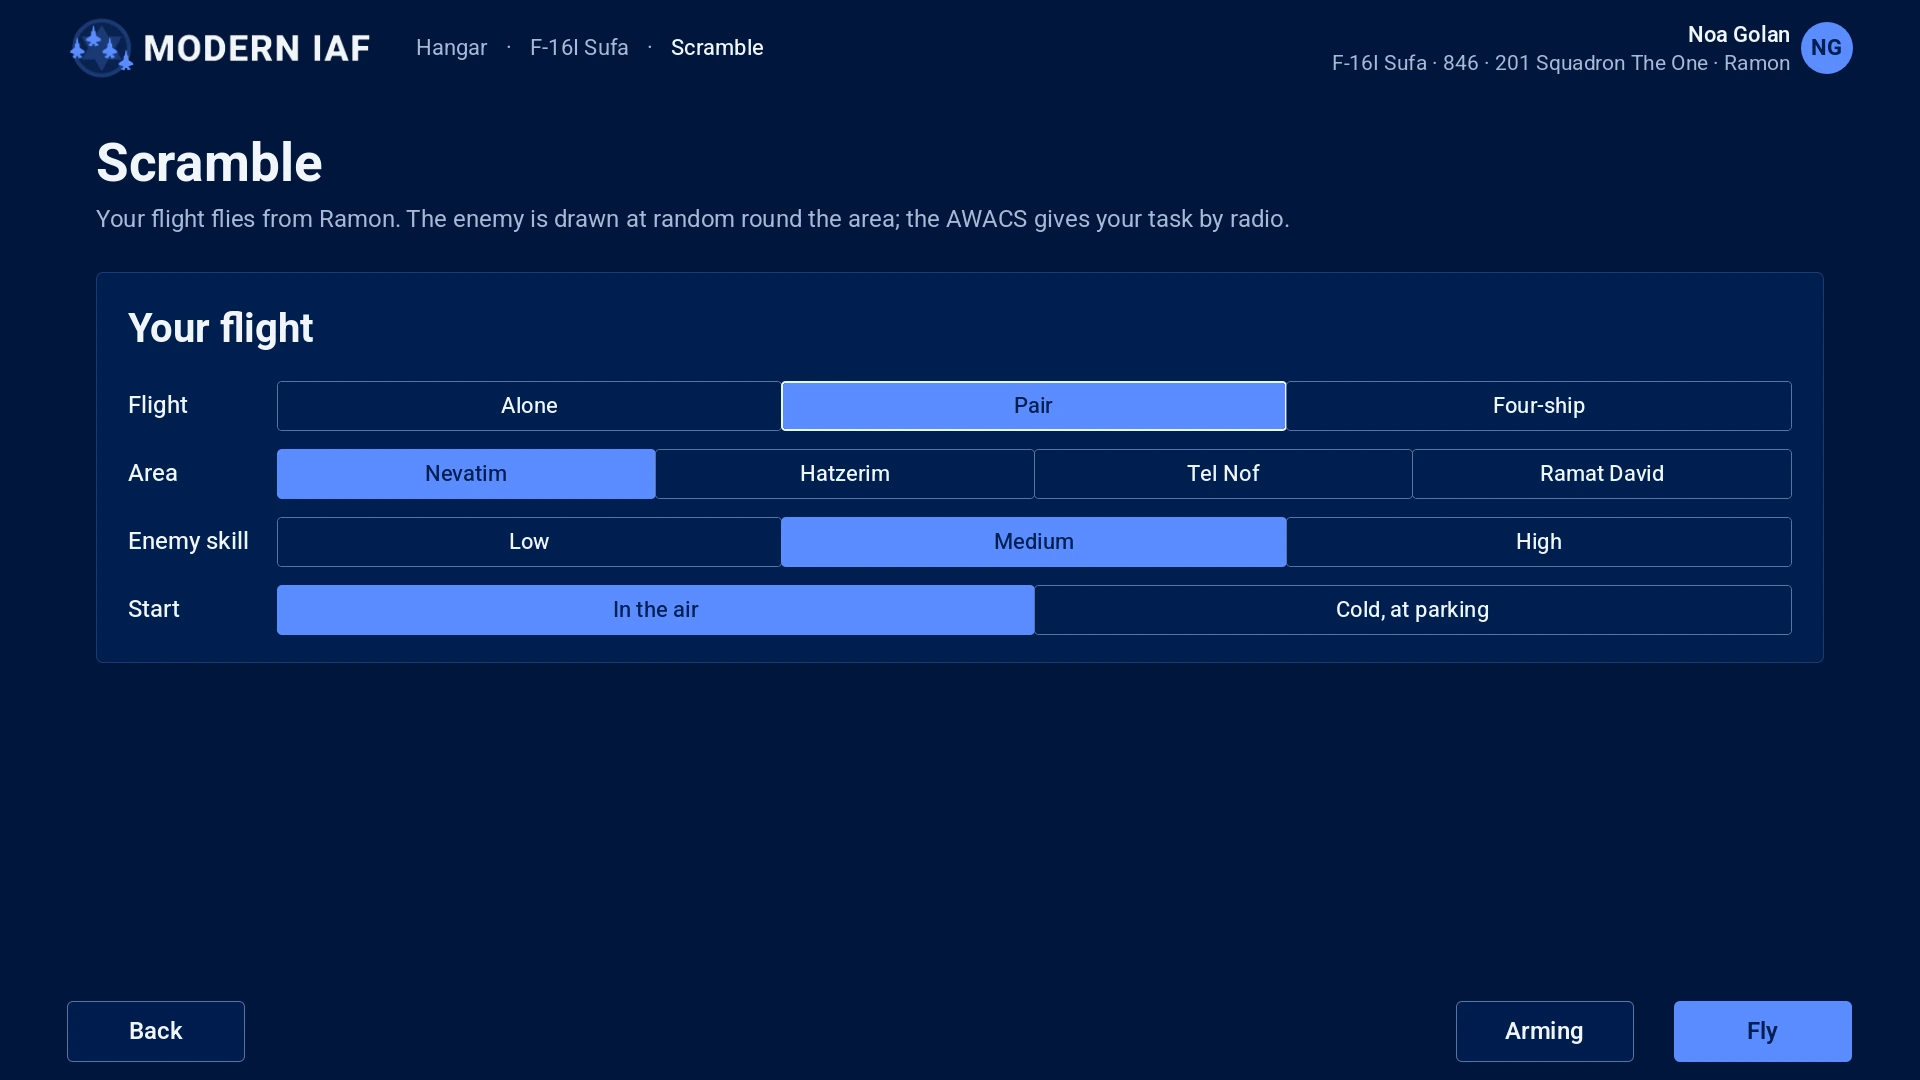 MODERN IAF
Hangar · F-16I Sufa · Scramble
Noa Golan
F-16I Sufa · 846 · 201 Squadron The One · Ramon
NG
Scramble
Your flight flies from Ramon. The enemy is drawn at random round the area; the AWACS gives your task by radio.
Your flight
Flight Alone Pair Four-ship
Area Nevatim Hatzerim Tel Nof Ramat David
Enemy skill Low Medium High
Start In the air Cold, at parking
Back Arming Fly